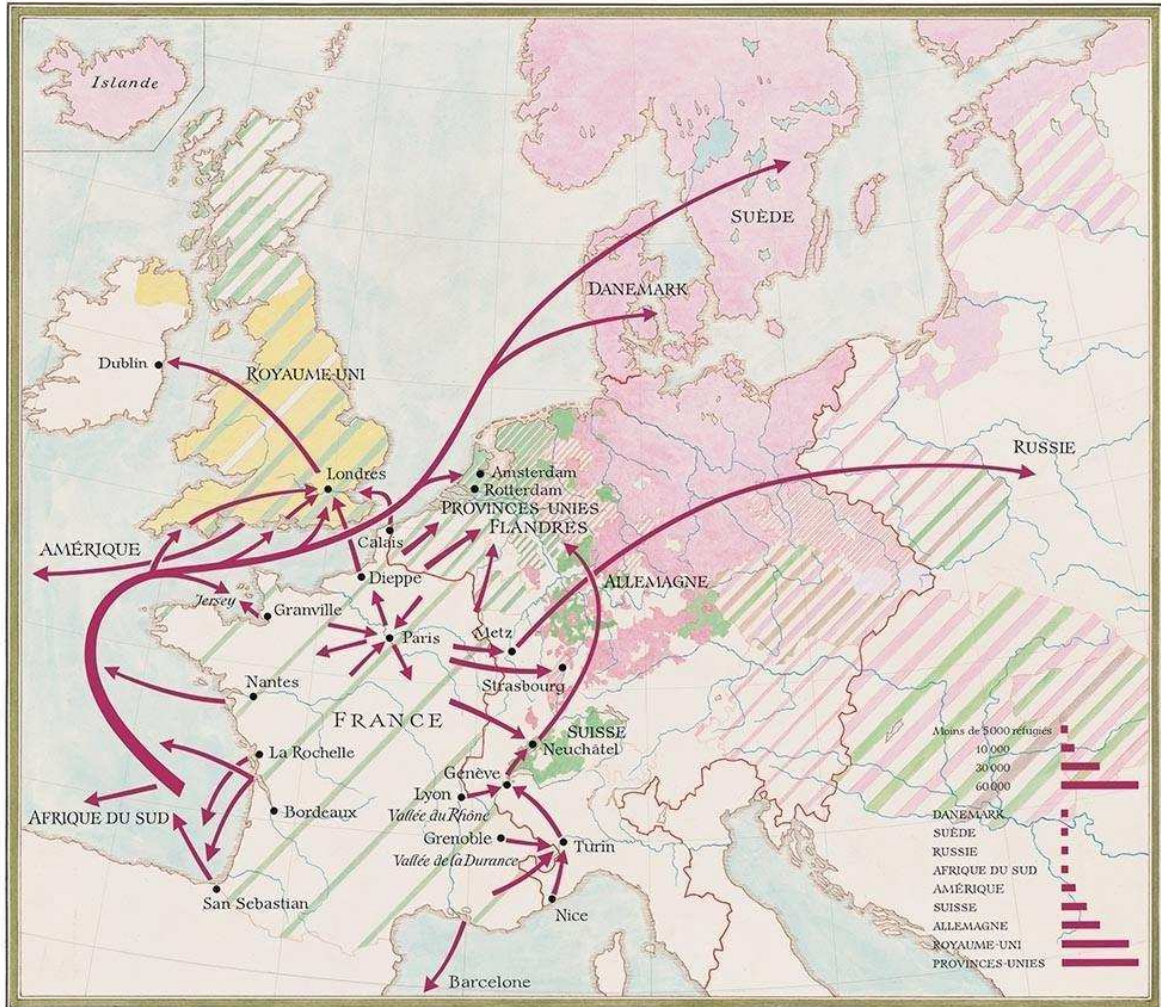 Islande
SUÈDE
DANEMARK
Dublin
ROYAUME-UNI
RUSSIE
Londres
Amsterdam
Rotterdam
PROVINCES-UNIES
FLANDRES
AMÉRIQUE
Calais
Dieppe
ALLEMAGNE
Jersey
Granville
Paris
Metz
Strasbourg
Nantes
FRANCE
SUISSE
Neuchâtel
La Rochelle
Genève
Lyon
Vallée du Rhône
Bordeaux
AFRIQUE DU SUD
Grenoble
Turin
Vallée de la Durance
San Sebastian
Nice
Barcelone
Moins de 5 000 réfugiés
10 000
30 000
60 000
DANEMARK
SUÈDE
RUSSIE
AFRIQUE DU SUD
AMÉRIQUE
SUISSE
ALLEMAGNE
ROYAUME-UNI
PROVINCES-UNIES